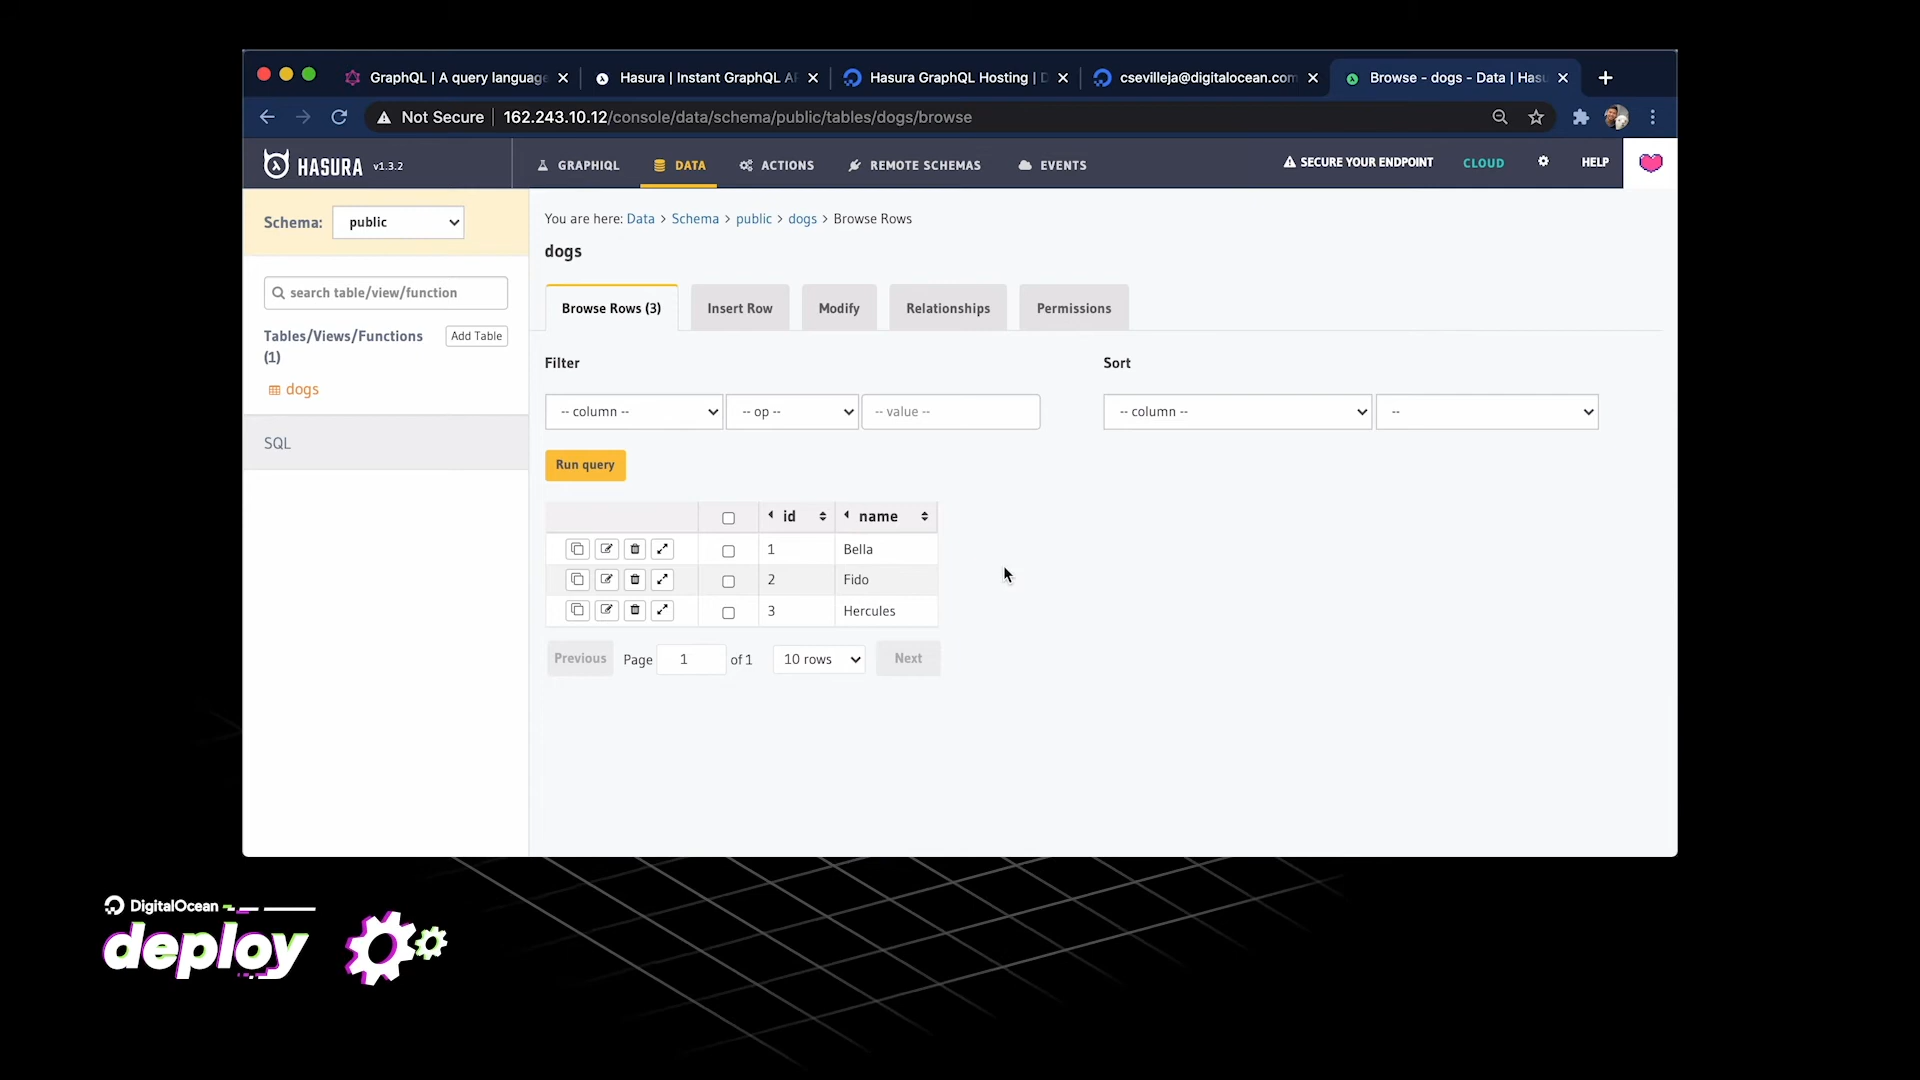 GraphQL | A query language
Hasura | Instant GraphQL AP
Hasura GraphQL Hosting | D
csevilleja@digitalocean.com
Browse - dogs - Data | Hasu
Not Secure
162.243.10.12/console/data/schema/public/tables/dogs/browse
HASURA v1.3.2
GRAPHIQL
DATA
ACTIONS
REMOTE SCHEMAS
EVENTS
SECURE YOUR ENDPOINT
CLOUD
HELP
Schema:
public
search table/view/function
Tables/Views/Functions
(1)
Add Table
dogs
SQL
You are here: Data > Schema > public > dogs > Browse Rows
dogs
Browse Rows (3)
Insert Row
Modify
Relationships
Permissions
Filter
Sort
-- column --
-- op --
-- value --
-- column --
--
Run query
id name
1 Bella
2 Fido
3 Hercules
Previous
Page 1 of 1
10 rows
Next
DigitalOcean
deploy